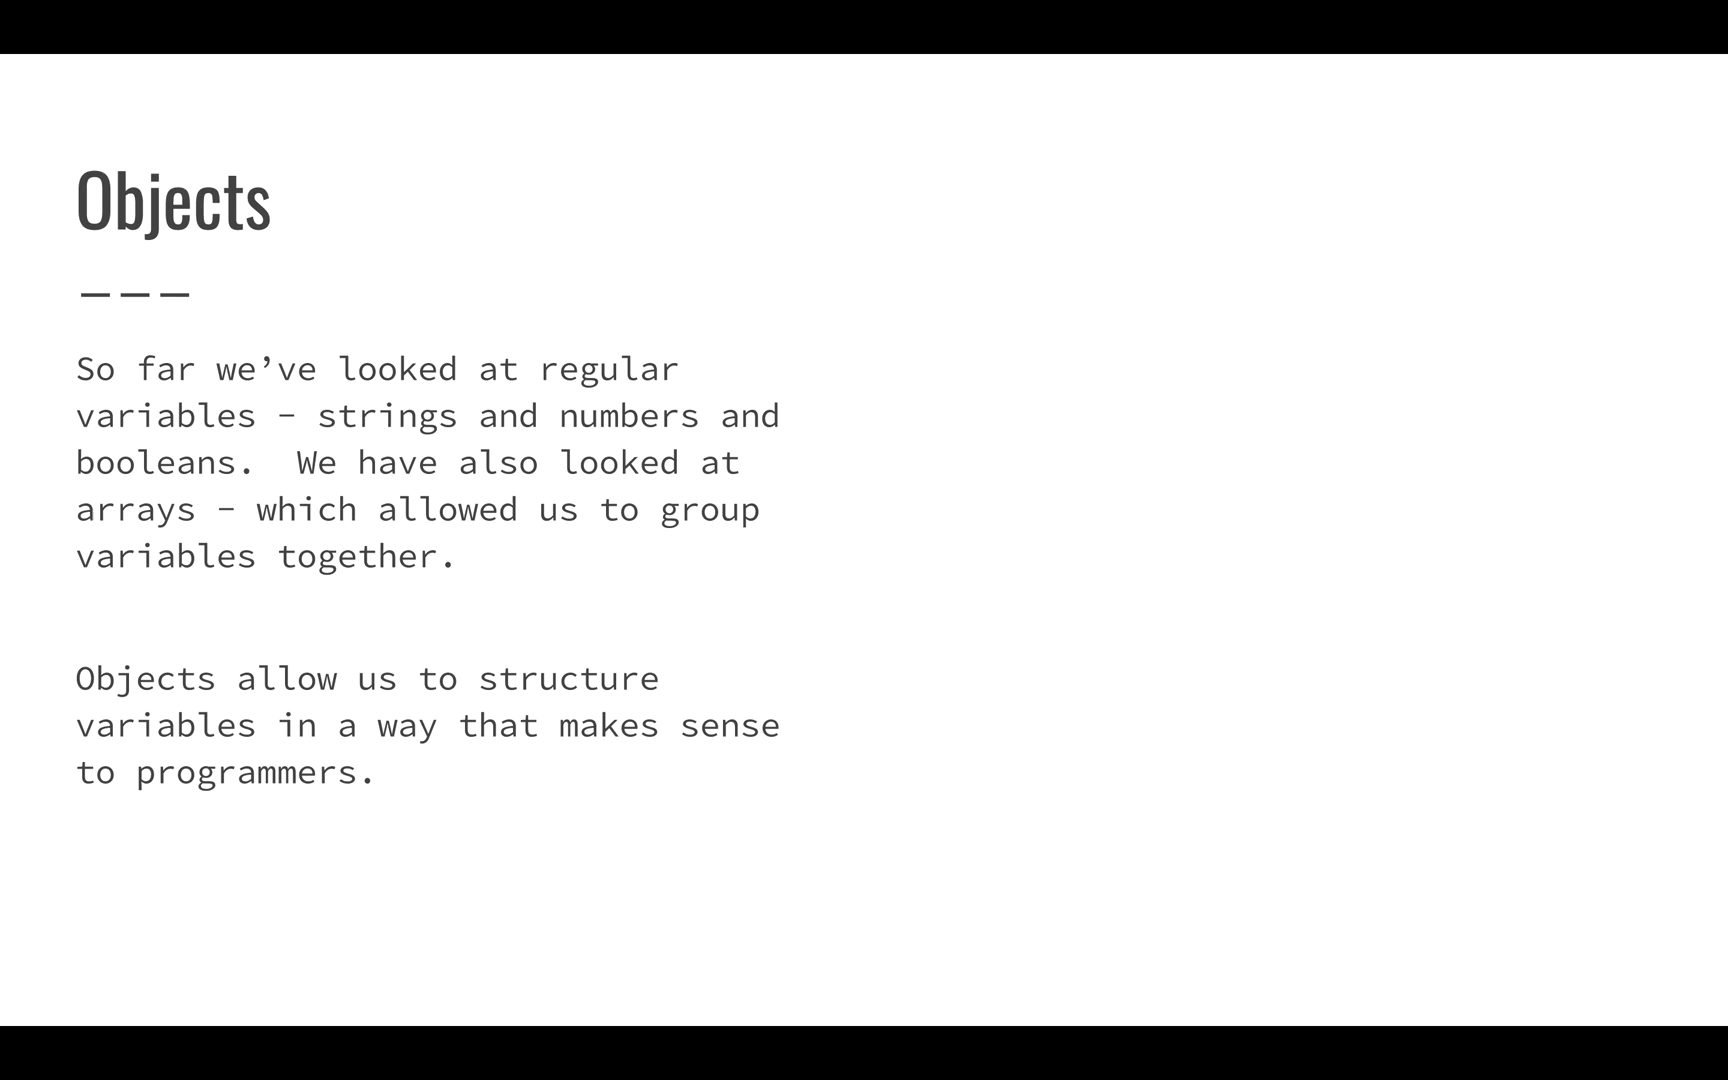 Objects
———
So far we’ve looked at regular
variables – strings and numbers and
booleans.  We have also looked at
arrays – which allowed us to group
variables together.
Objects allow us to structure
variables in a way that makes sense
to programmers.